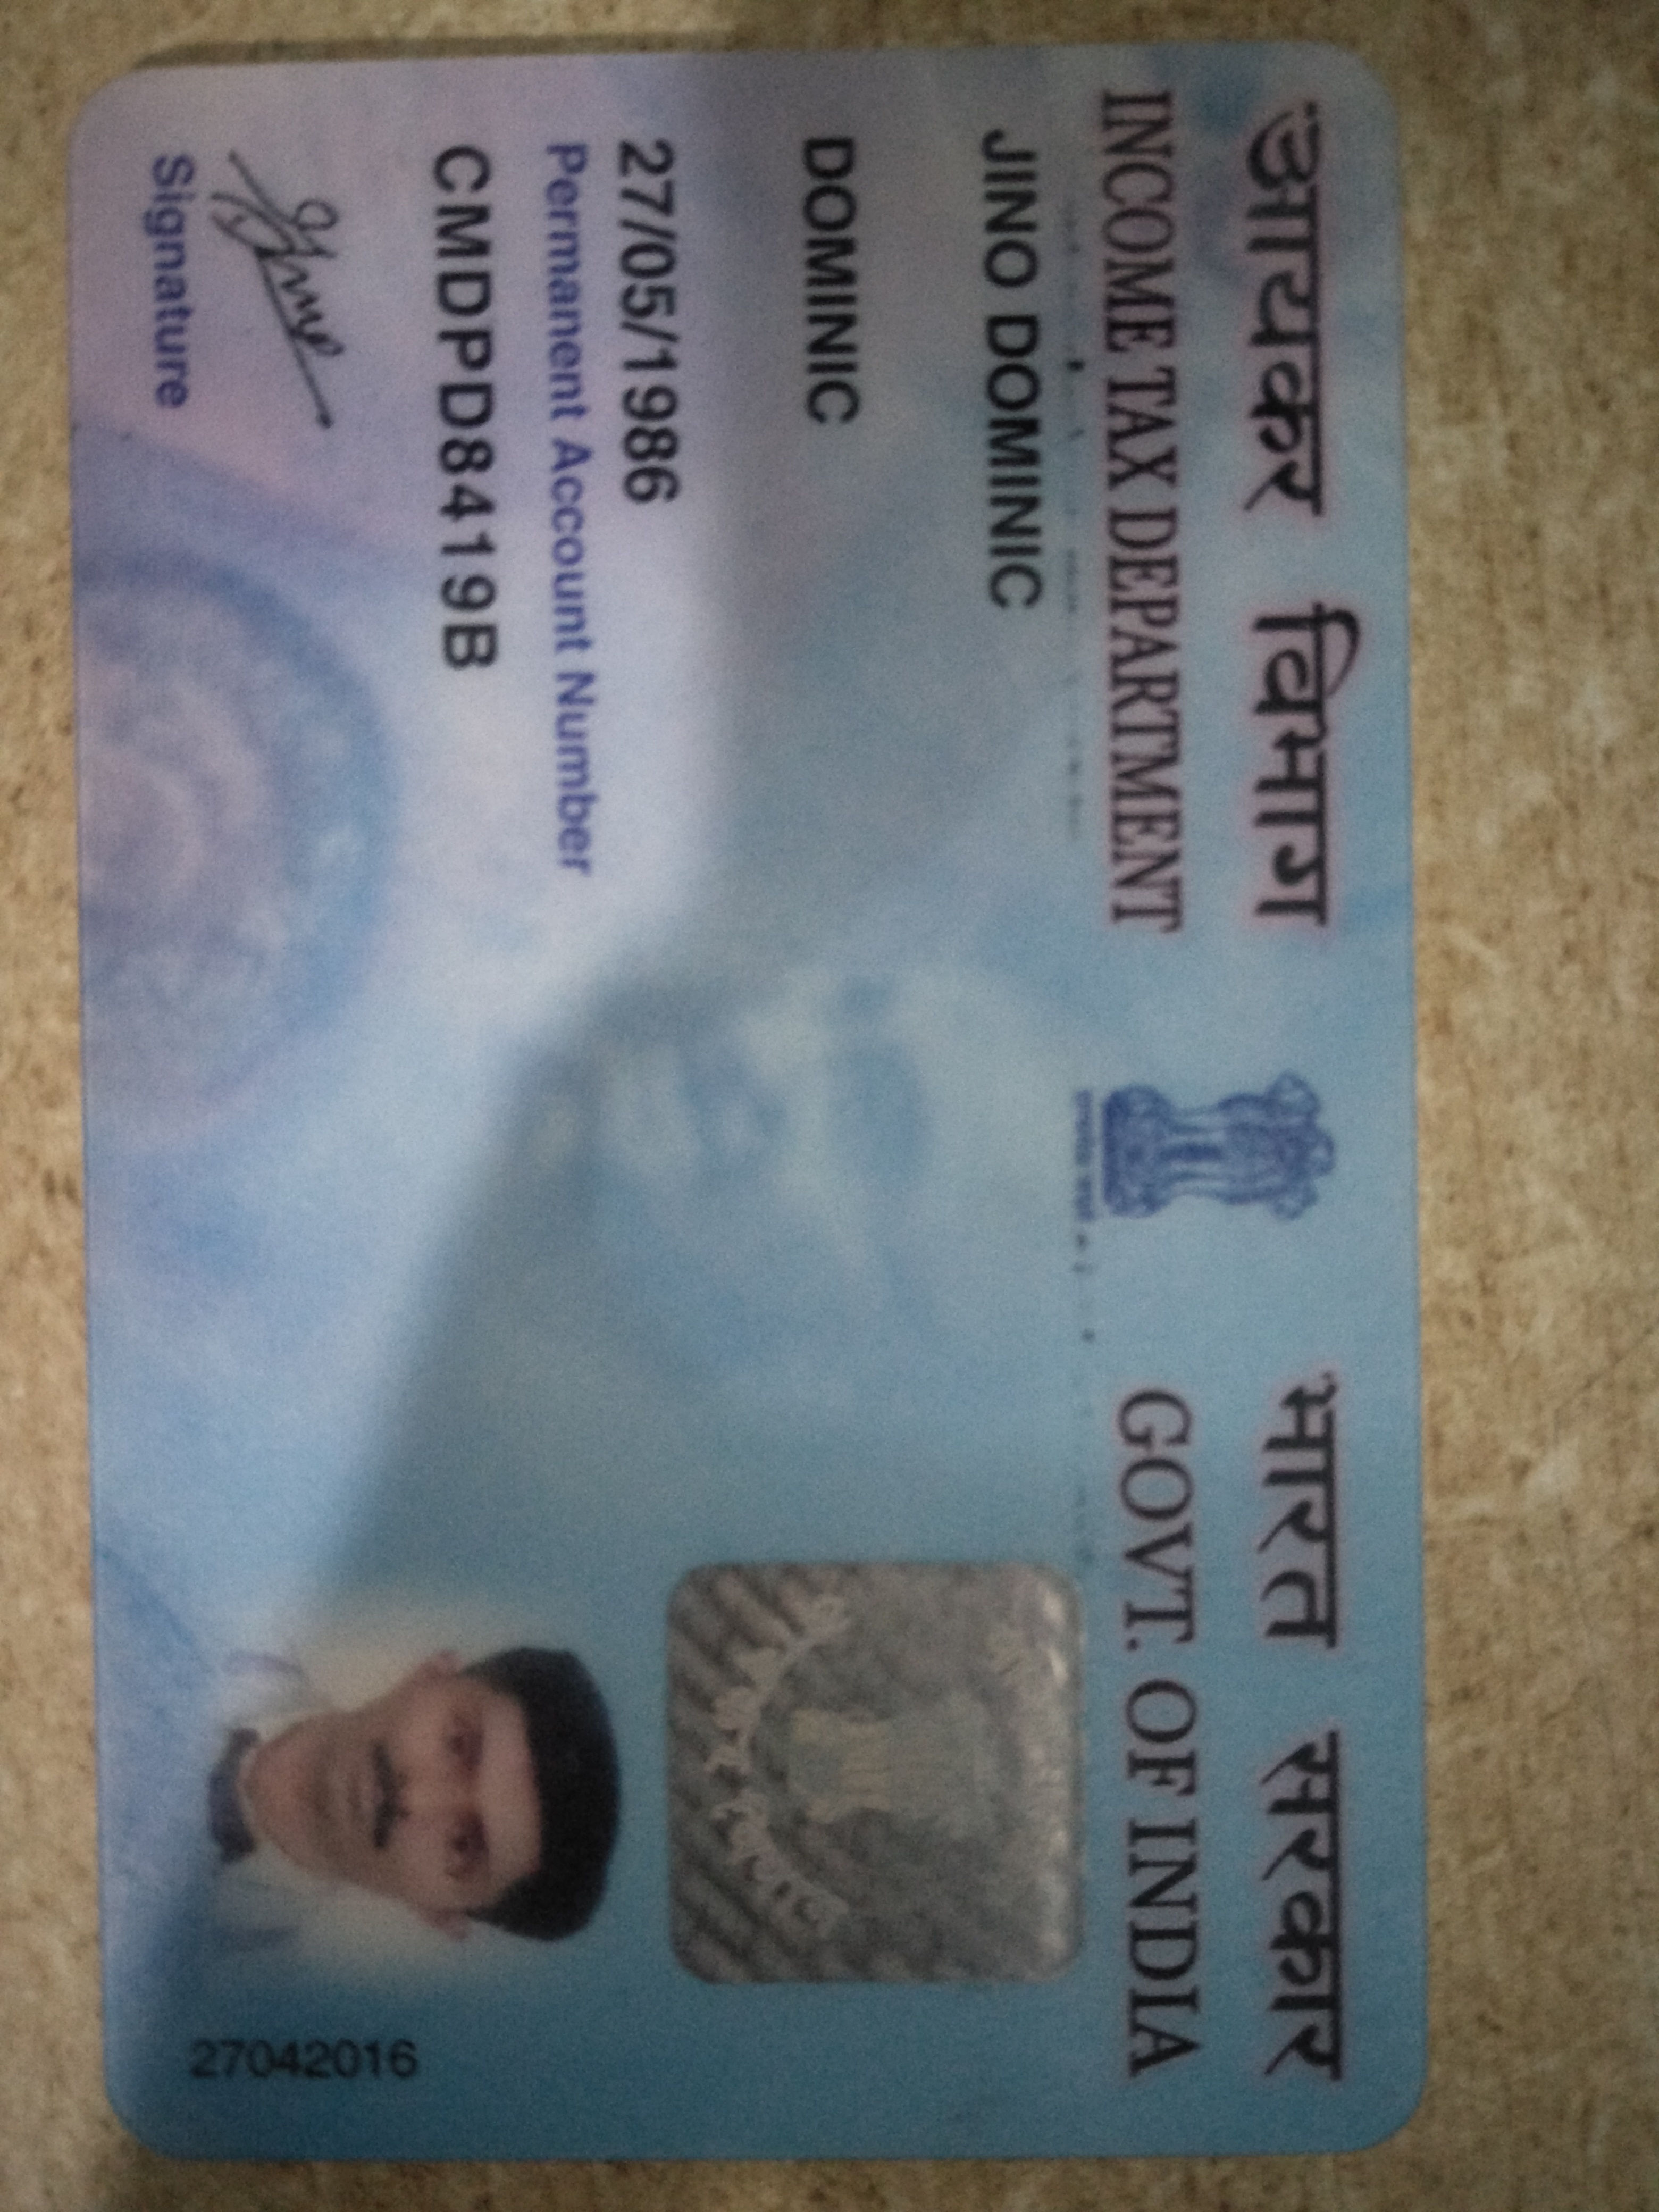 आयकर विभाग
INCOME TAX DEPARTMENT
भारत सरकार
GOVT. OF INDIA
JINO DOMINIC
DOMINIC
27/05/1986
Permanent Account Number
CMDPD8419B
Signature
27042016